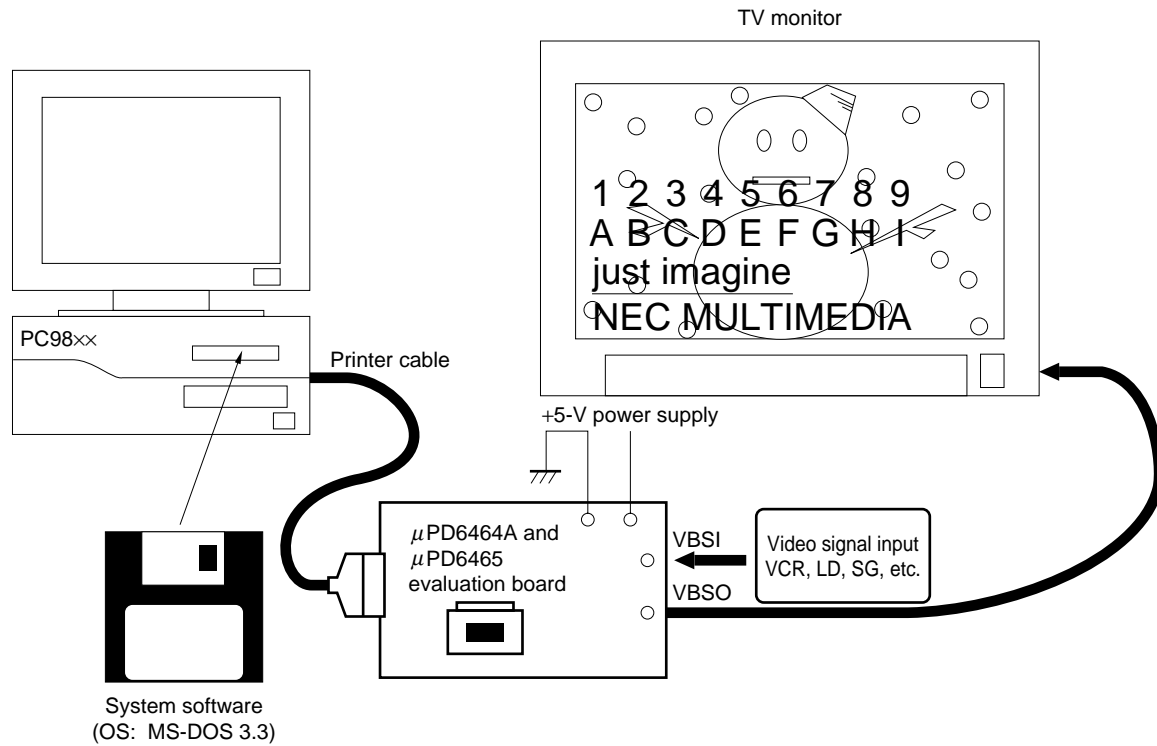 TV monitor
1 2 3 4 5 6 7 8 9
A B C D E F G H I
just imagine
NEC MULTIMEDIA
PC98××
Printer cable
+5-V power supply
μPD6464A and
μPD6465
evaluation board
VBSI
VBSO
Video signal input
VCR, LD, SG, etc.
System software
(OS: MS-DOS 3.3)